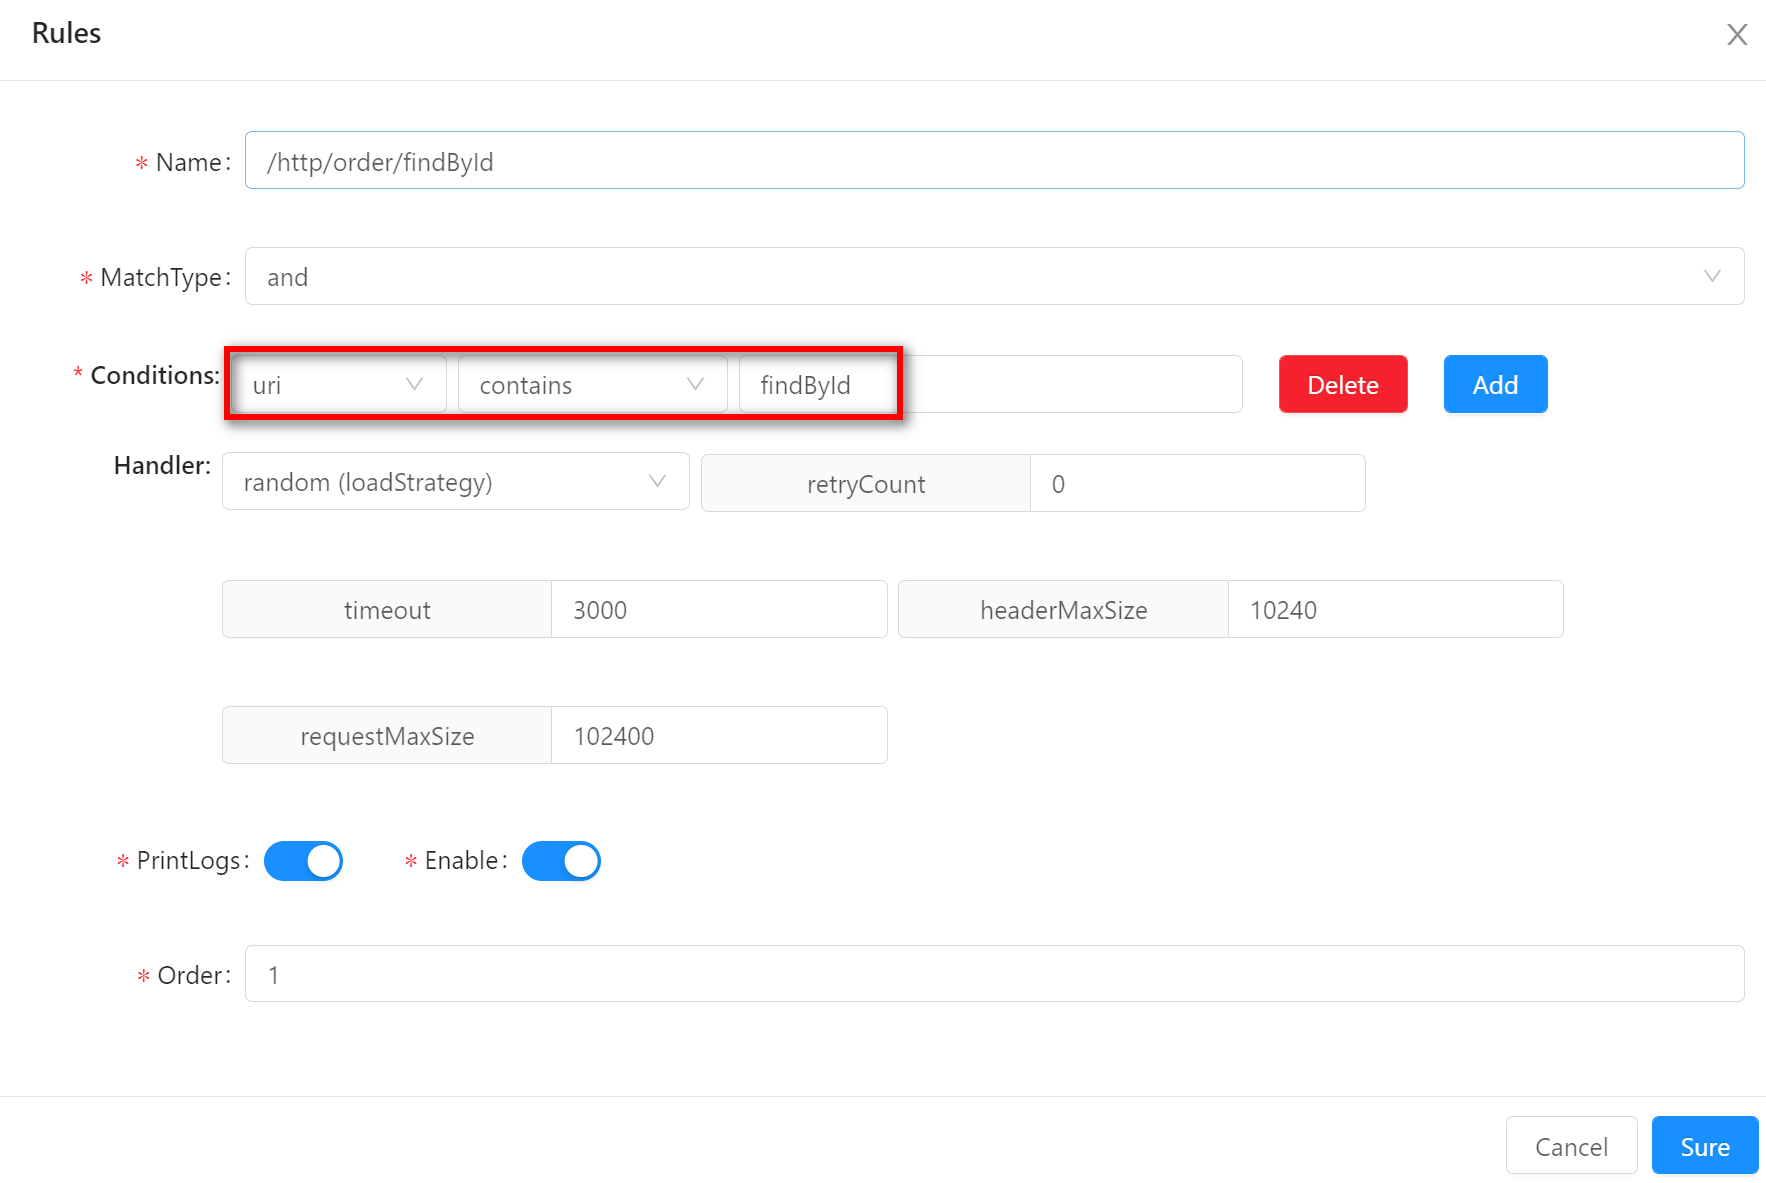 Rules
X
* Name: /http/order/findById
* MatchType: and
* Conditions: uri contains findById Delete Add
Handler: random (loadStrategy) retryCount 0
timeout 3000 headerMaxSize 10240
requestMaxSize 102400
* PrintLogs: * Enable:
* Order: 1
Cancel Sure